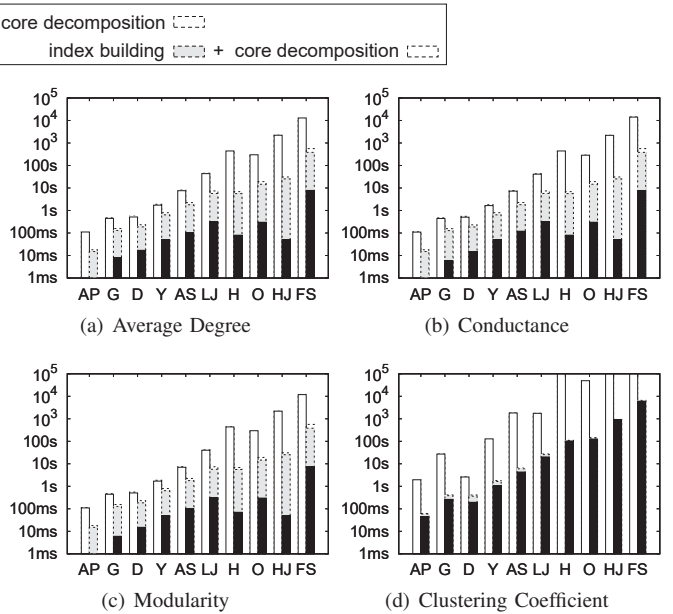 core decomposition
index building + core decomposition
10^5
10^4
10^3
100s
10s
1s
100ms
10ms
1ms
AP G D Y AS LJ H O HJ FS
(a) Average Degree
10^5
10^4
10^3
100s
10s
1s
100ms
10ms
1ms
AP G D Y AS LJ H O HJ FS
(b) Conductance
10^5
10^4
10^3
100s
10s
1s
100ms
10ms
1ms
AP G D Y AS LJ H O HJ FS
(c) Modularity
10^5
10^4
10^3
100s
10s
1s
100ms
10ms
1ms
AP G D Y AS LJ H O HJ FS
(d) Clustering Coefficient